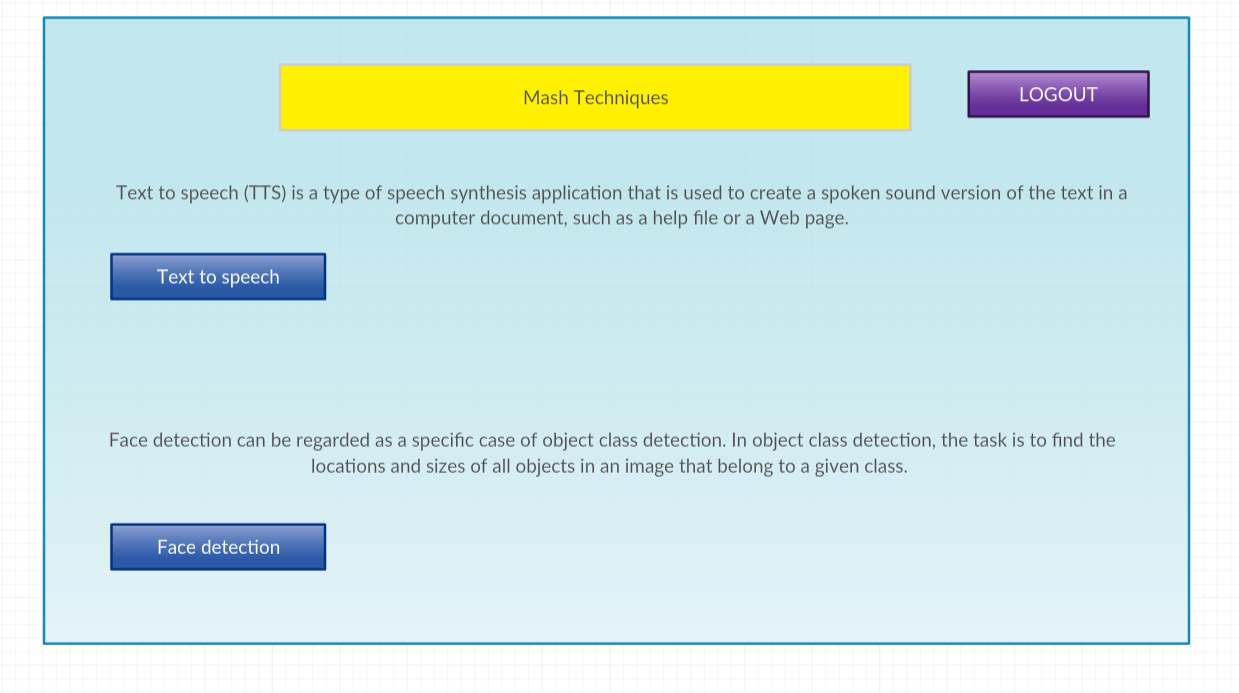 Mash Techniques
LOGOUT
Text to speech (TTS) is a type of speech synthesis application that is used to create a spoken sound version of the text in a
computer document, such as a help file or a Web page.
Text to speech
Face detection can be regarded as a specific case of object class detection. In object class detection, the task is to find the
locations and sizes of all objects in an image that belong to a given class.
Face detection